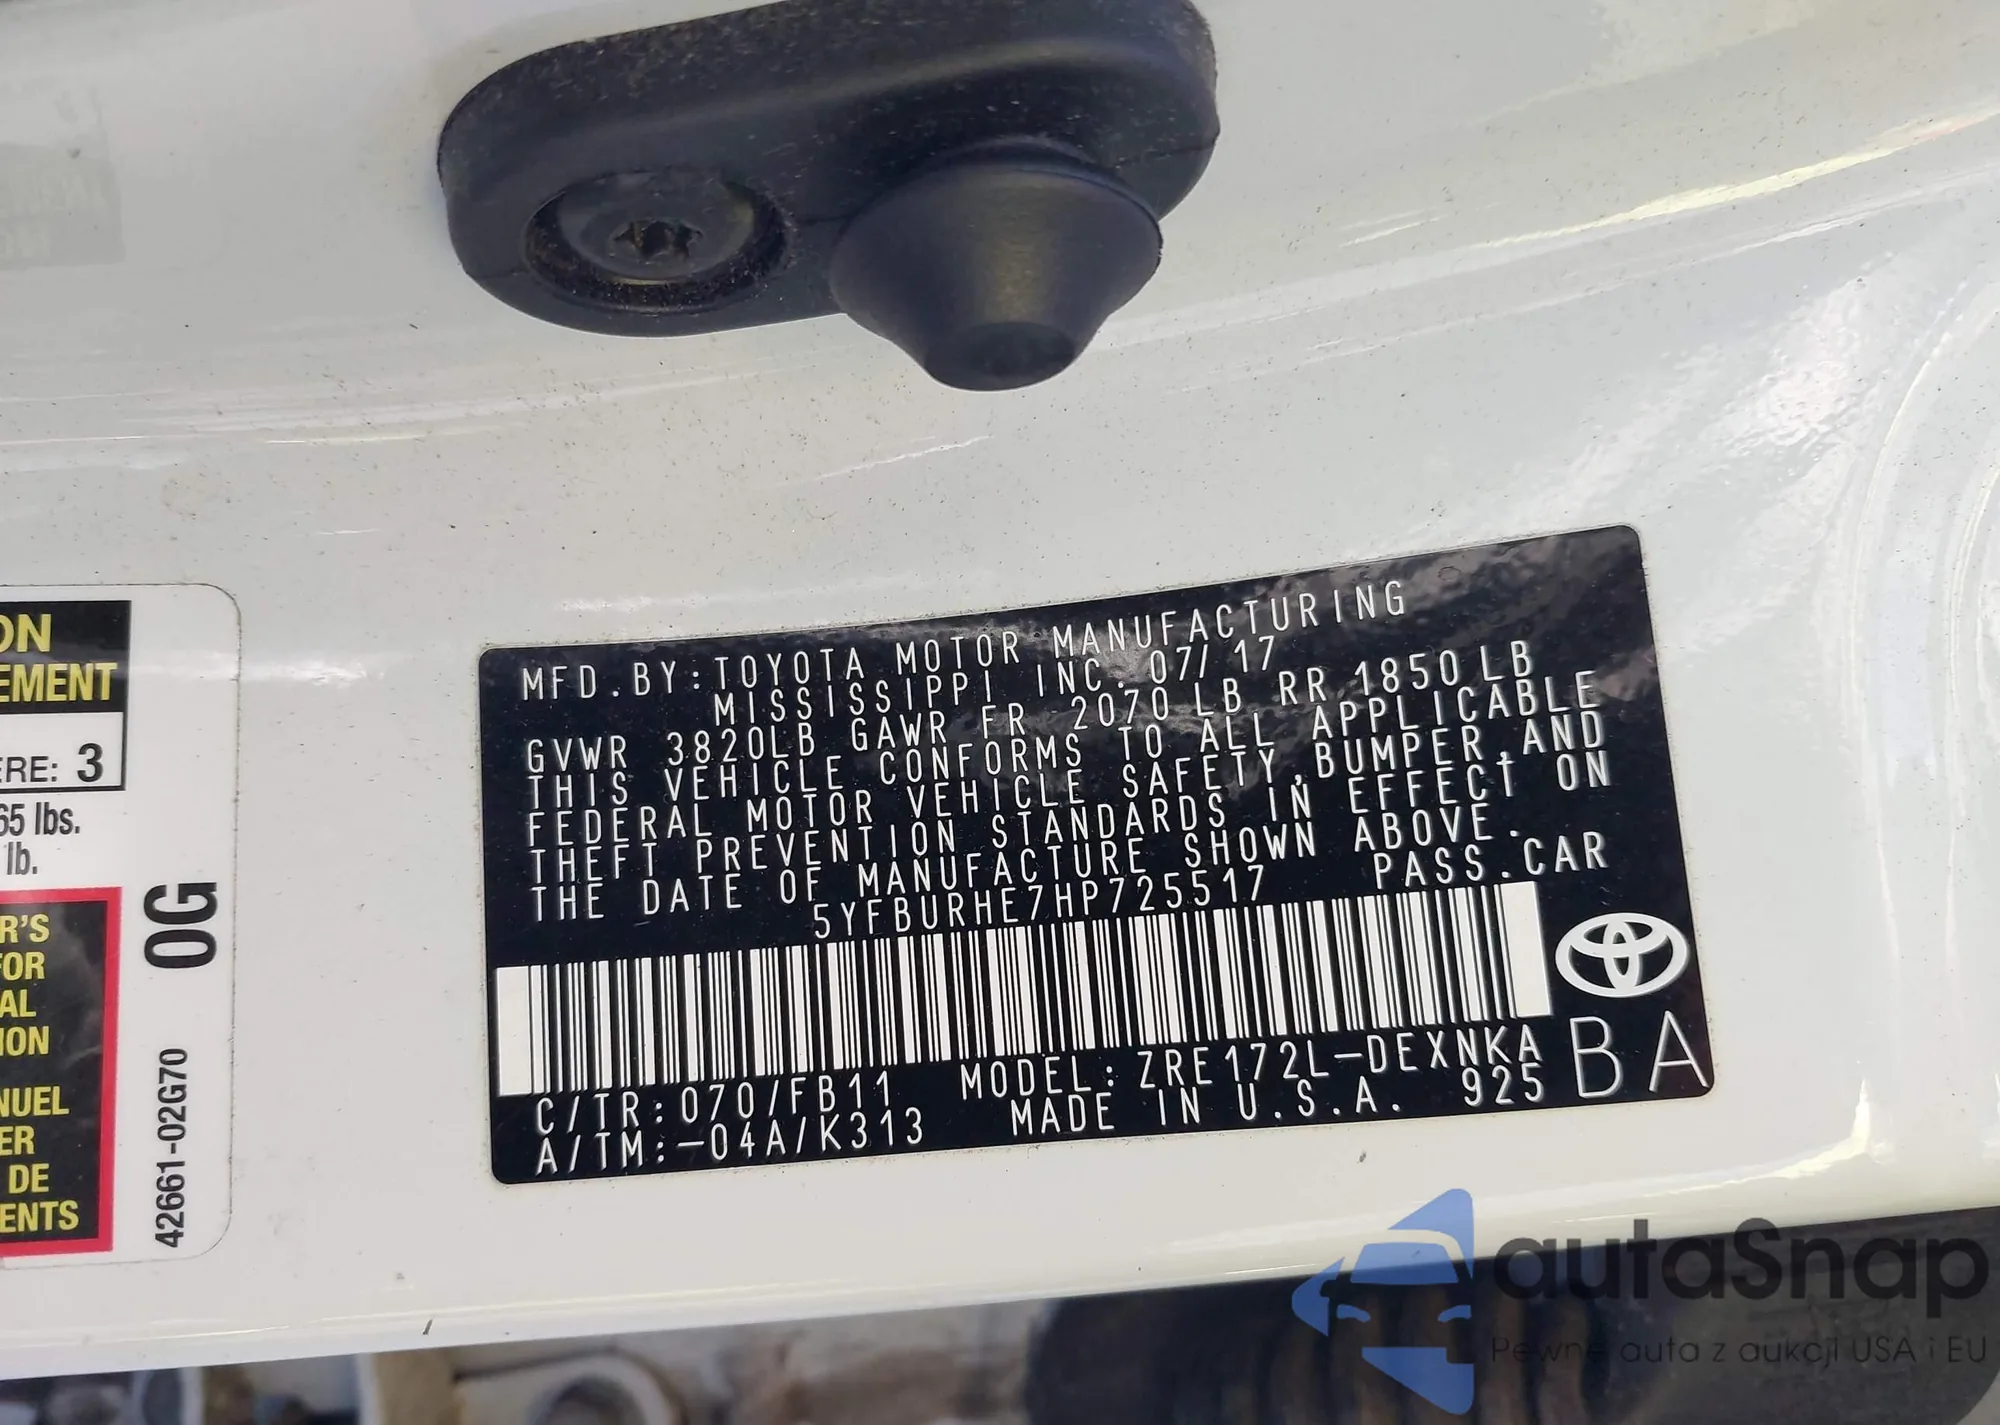 ON
EMENT
ERE: 3
65 lbs.
lb.
R'S
FOR
AL
ION
NUEL
ER
DE
ENTS
0G
42661-02G70
MFD.BY:TOYOTA MOTOR MANUFACTURING
MISSISSIPPI INC. 07/17
GVWR 3820LB GAWR FR 2070 LB RR 1850LB
THIS VEHICLE CONFORMS TO ALL APPLICABLE
FEDERAL MOTOR VEHICLE SAFETY,BUMPER,AND
THEFT PREVENTION STANDARDS IN EFFECT ON
THE DATE OF MANUFACTURE SHOWN ABOVE.
5YFBURHE7HP725517 PASS.CAR
C/TR:070/FB11 MODEL:ZRE172L-DEXNKA
A/TM:-04A/K313 MADE IN U.S.A. 925
BA
autaSnap
Pewne auta z aukcji USA i EU